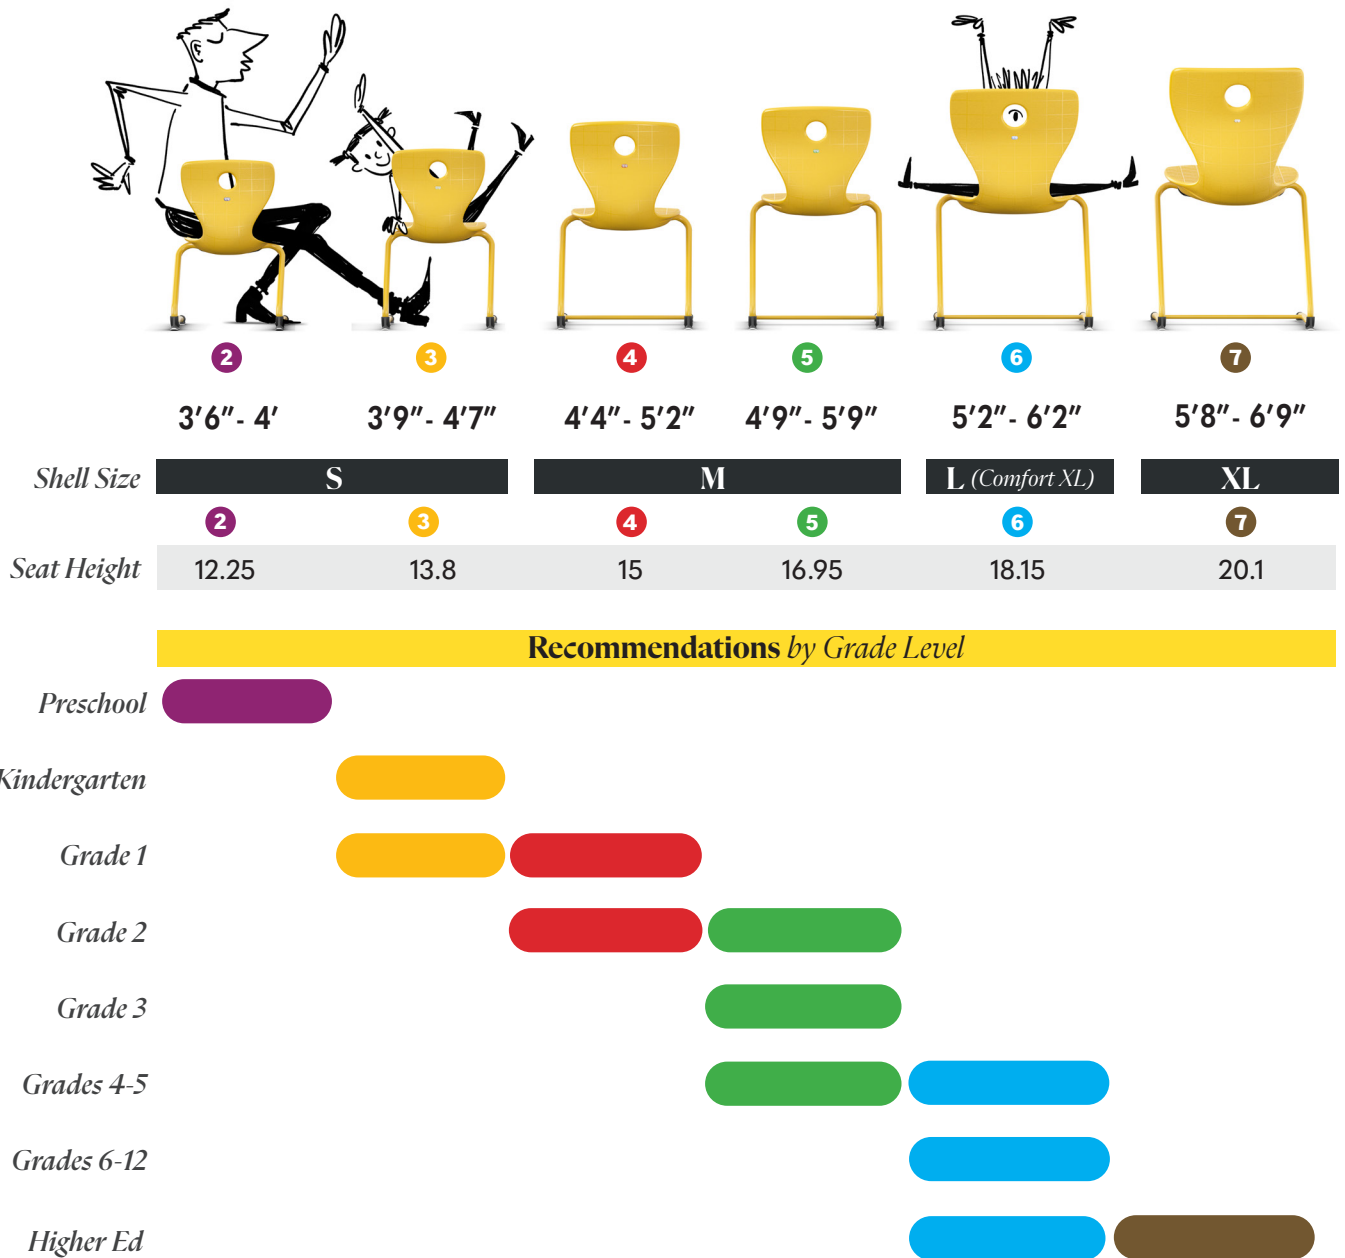 2 3 4 5 6 7
3'6"- 4' 3'9"- 4'7" 4'4"- 5'2" 4'9"- 5'9" 5'2"- 6'2" 5'8"- 6'9"
Shell Size S M L (Comfort XL) XL
2 3 4 5 6 7
Seat Height 12.25 13.8 15 16.95 18.15 20.1
Recommendations by Grade Level
Preschool
Kindergarten
Grade 1
Grade 2
Grade 3
Grades 4-5
Grades 6-12
Higher Ed